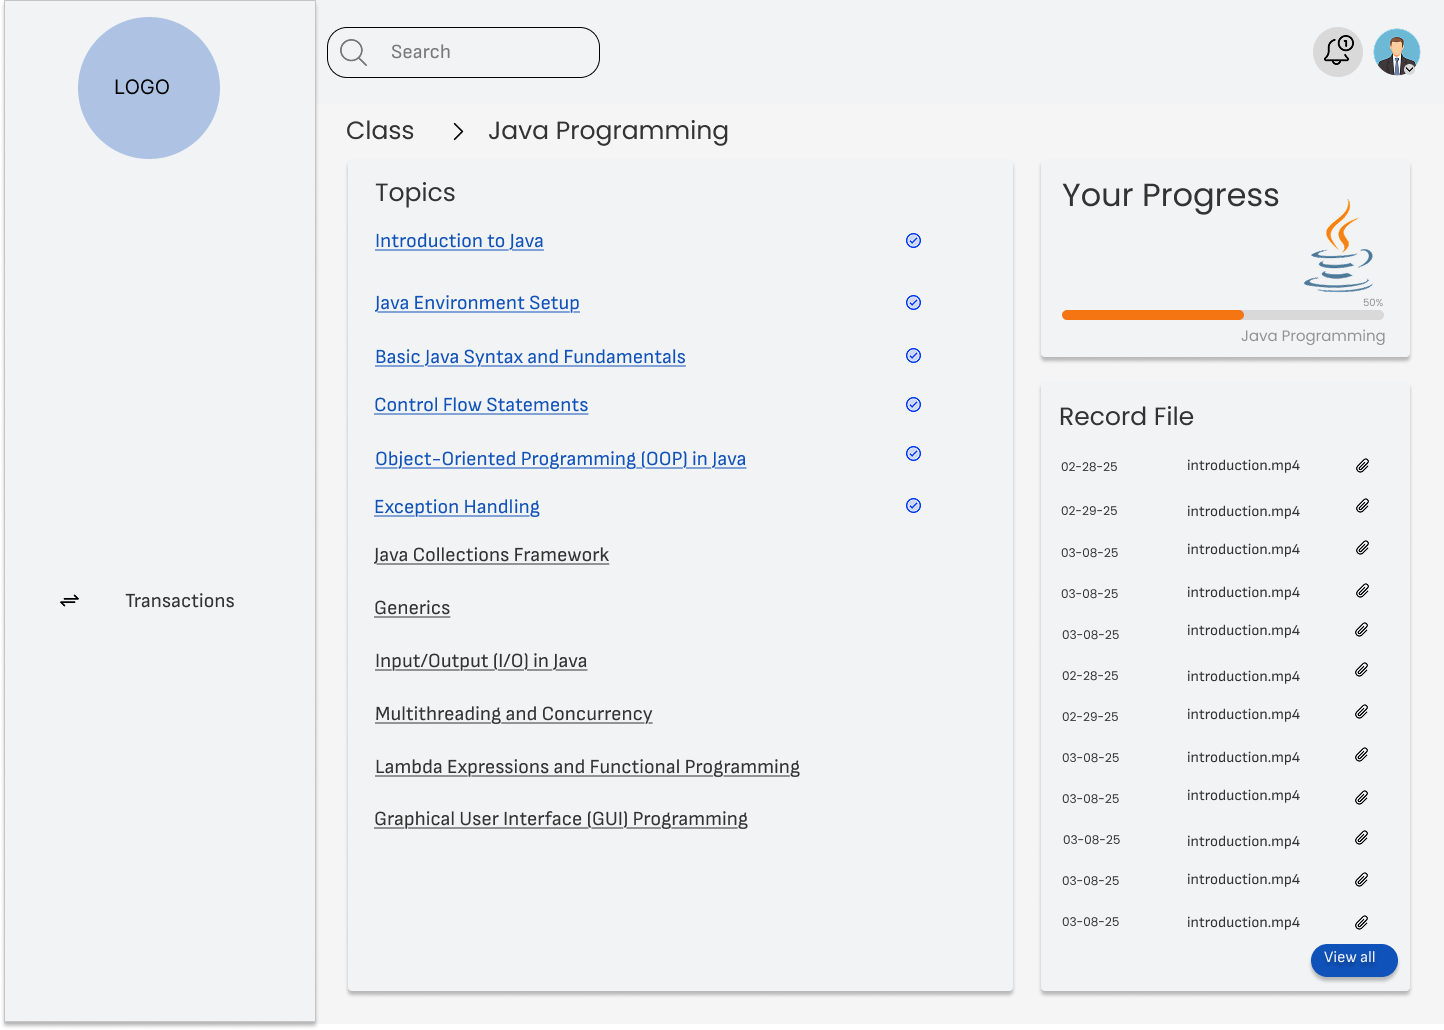 LOGO
Search
1
Class > Java Programming
Topics
Introduction to Java
Java Environment Setup
Basic Java Syntax and Fundamentals
Control Flow Statements
Object-Oriented Programming (OOP) in Java
Exception Handling
Java Collections Framework
Generics
Input/Output (I/O) in Java
Multithreading and Concurrency
Lambda Expressions and Functional Programming
Graphical User Interface (GUI) Programming
Transactions
Your Progress
50%
Java Programming
Record File
02-28-25 introduction.mp4
02-29-25 introduction.mp4
03-08-25 introduction.mp4
03-08-25 introduction.mp4
03-08-25 introduction.mp4
02-28-25 introduction.mp4
02-29-25 introduction.mp4
03-08-25 introduction.mp4
03-08-25 introduction.mp4
03-08-25 introduction.mp4
03-08-25 introduction.mp4
03-08-25 introduction.mp4
View all